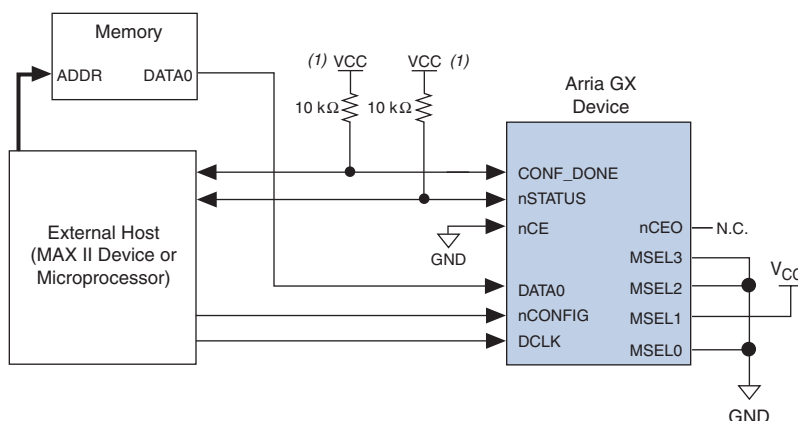 Memory
ADDR DATA0
(1) VCC
VCC (1)
10 kΩ
10 kΩ
Arria GX
Device
External Host
(MAX II Device or
Microprocessor)
CONF_DONE
nSTATUS
nCE
GND
DATA0
nCONFIG
DCLK
nCEO
N.C.
MSEL3
MSEL2
MSEL1
MSEL0
VCC
GND